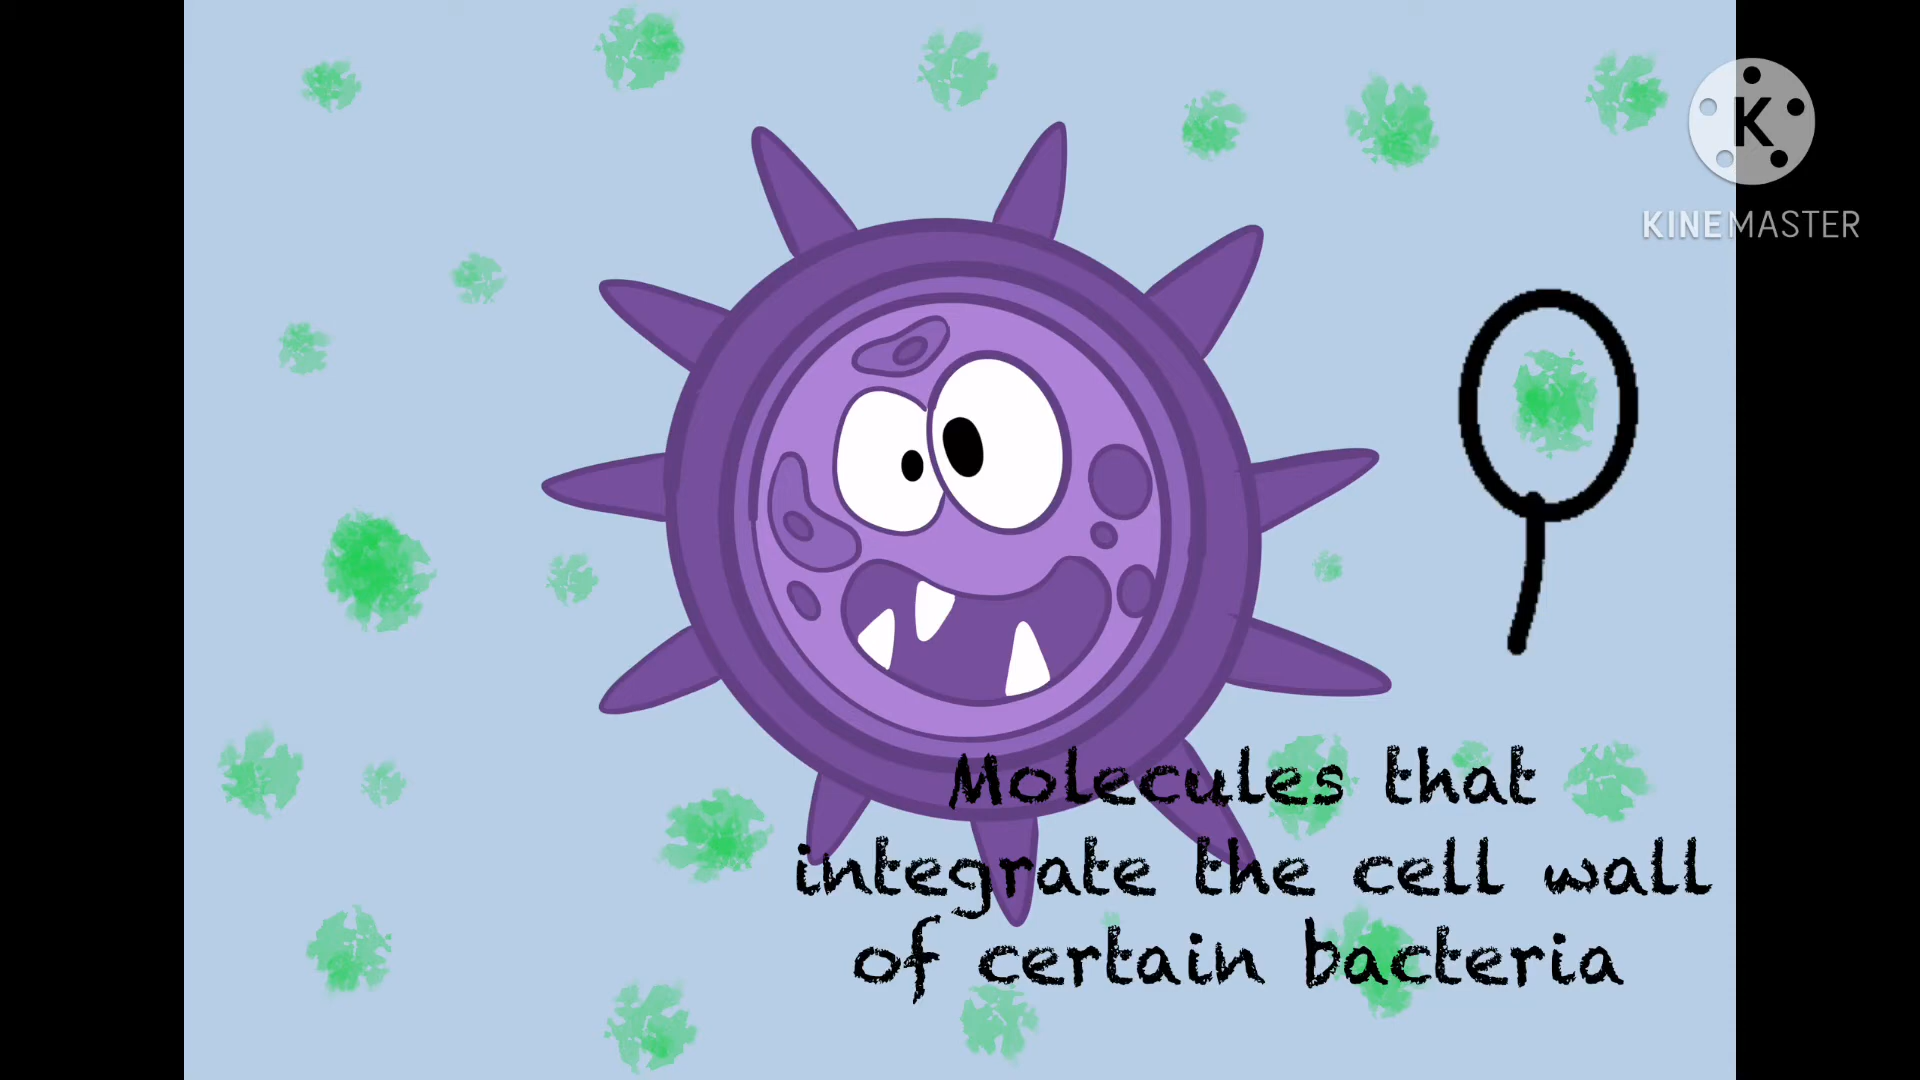 K
KINEMASTER
Molecules that
integrate the cell wall
of certain bacteria